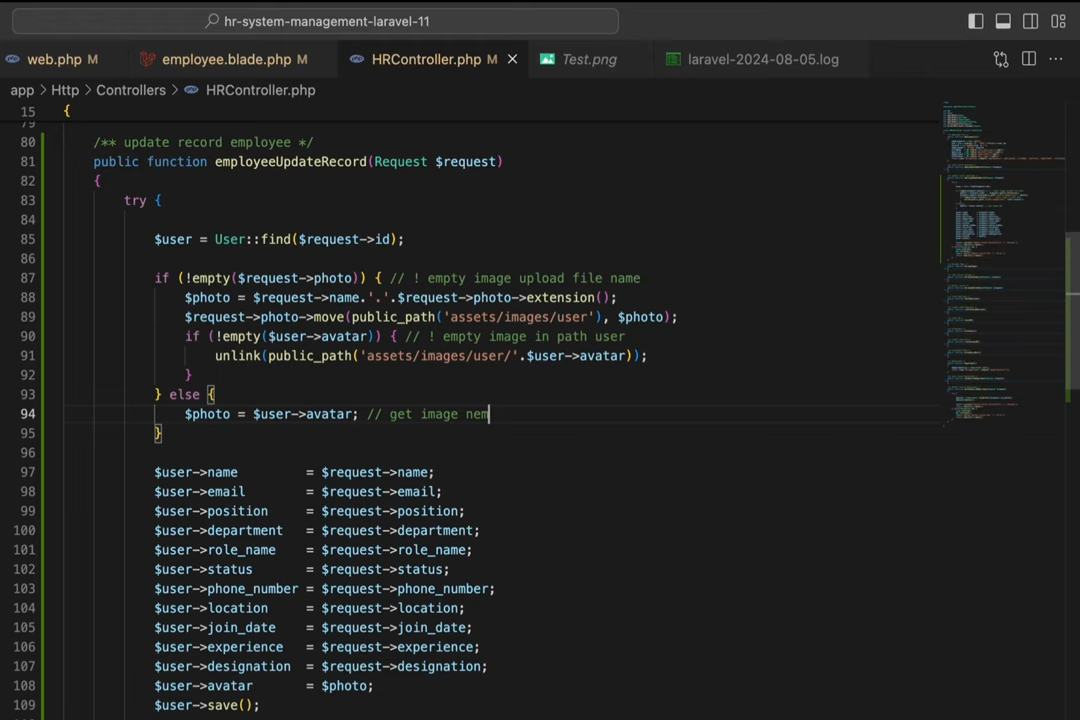 hr-system-management-laravel-11
web.php M employee.blade.php M HRController.php M Test.png laravel-2024-08-05.log
app > Http > Controllers > HRController.php
15 {
79
80 /** update record employee */
81 public function employeeUpdateRecord(Request $request)
82 {
83 try {
84
85 $user = User::find($request->id);
86
87 if (!empty($request->photo)) { // ! empty image upload file name
88 $photo = $request->name.'.'.$request->photo->extension();
89 $request->photo->move(public_path('assets/images/user'), $photo);
90 if (!empty($user->avatar)) { // ! empty image in path user
91 unlink(public_path('assets/images/user/'.$user->avatar));
92 }
93 } else {
94 $photo = $user->avatar; // get image nem
95 }
96
97 $user->name = $request->name;
98 $user->email = $request->email;
99 $user->position = $request->position;
100 $user->department = $request->department;
101 $user->role_name = $request->role_name;
102 $user->status = $request->status;
103 $user->phone_number = $request->phone_number;
104 $user->location = $request->location;
105 $user->join_date = $request->join_date;
106 $user->experience = $request->experience;
107 $user->designation = $request->designation;
108 $user->avatar = $photo;
109 $user->save();